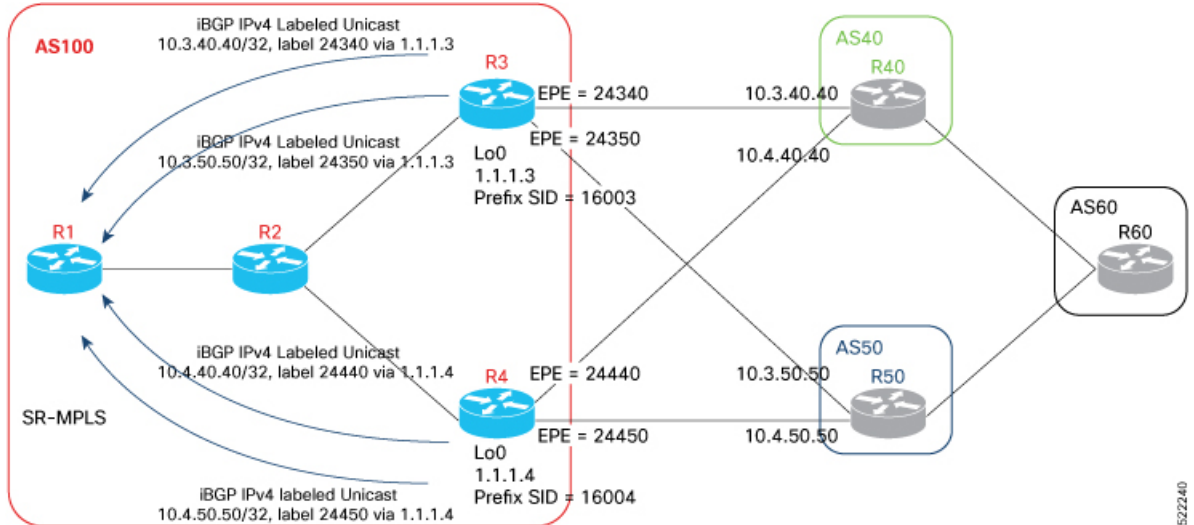 AS100
iBGP IPv4 Labeled Unicast
10.3.40.40/32, label 24340 via 1.1.1.3
iBGP IPv4 Labeled Unicast
10.3.50.50/32, label 24350 via 1.1.1.3
R3
EPE = 24340
EPE = 24350
Lo0
1.1.1.3
Prefix SID = 16003
10.3.40.40
10.4.40.40
AS40
R40
R1
R2
AS60
R60
iBGP IPv4 Labeled Unicast
10.4.40.40/32, label 24440 via 1.1.1.4
R4
EPE = 24440
EPE = 24450
Lo0
1.1.1.4
Prefix SID = 16004
10.3.50.50
10.4.50.50
AS50
R50
SR-MPLS
iBGP IPv4 labeled Unicast
10.4.50.50/32, label 24450 via 1.1.1.4
522240